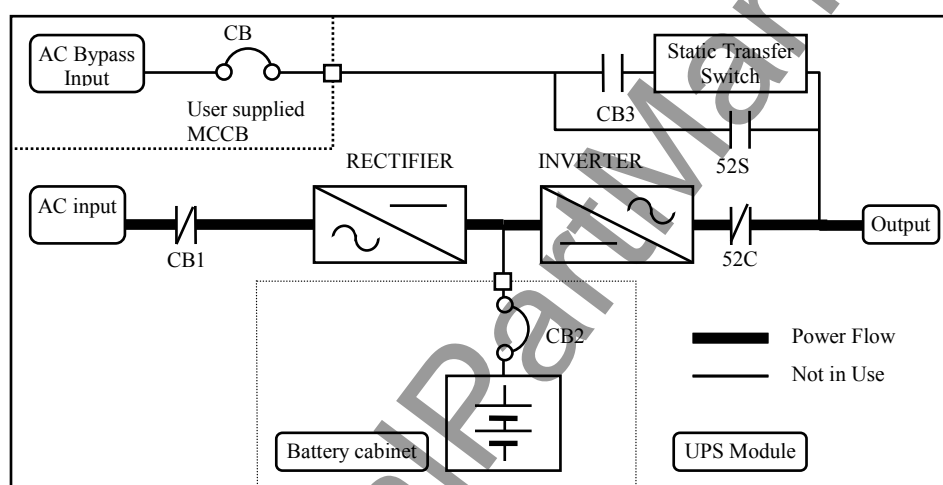 AC Bypass
Input
CB
User supplied
MCCB
Static Transfer
Switch
CB3
52S
RECTIFIER
INVERTER
AC input
CB1
52C
Output
CB2
Power Flow
Not in Use
Battery cabinet
UPS Module